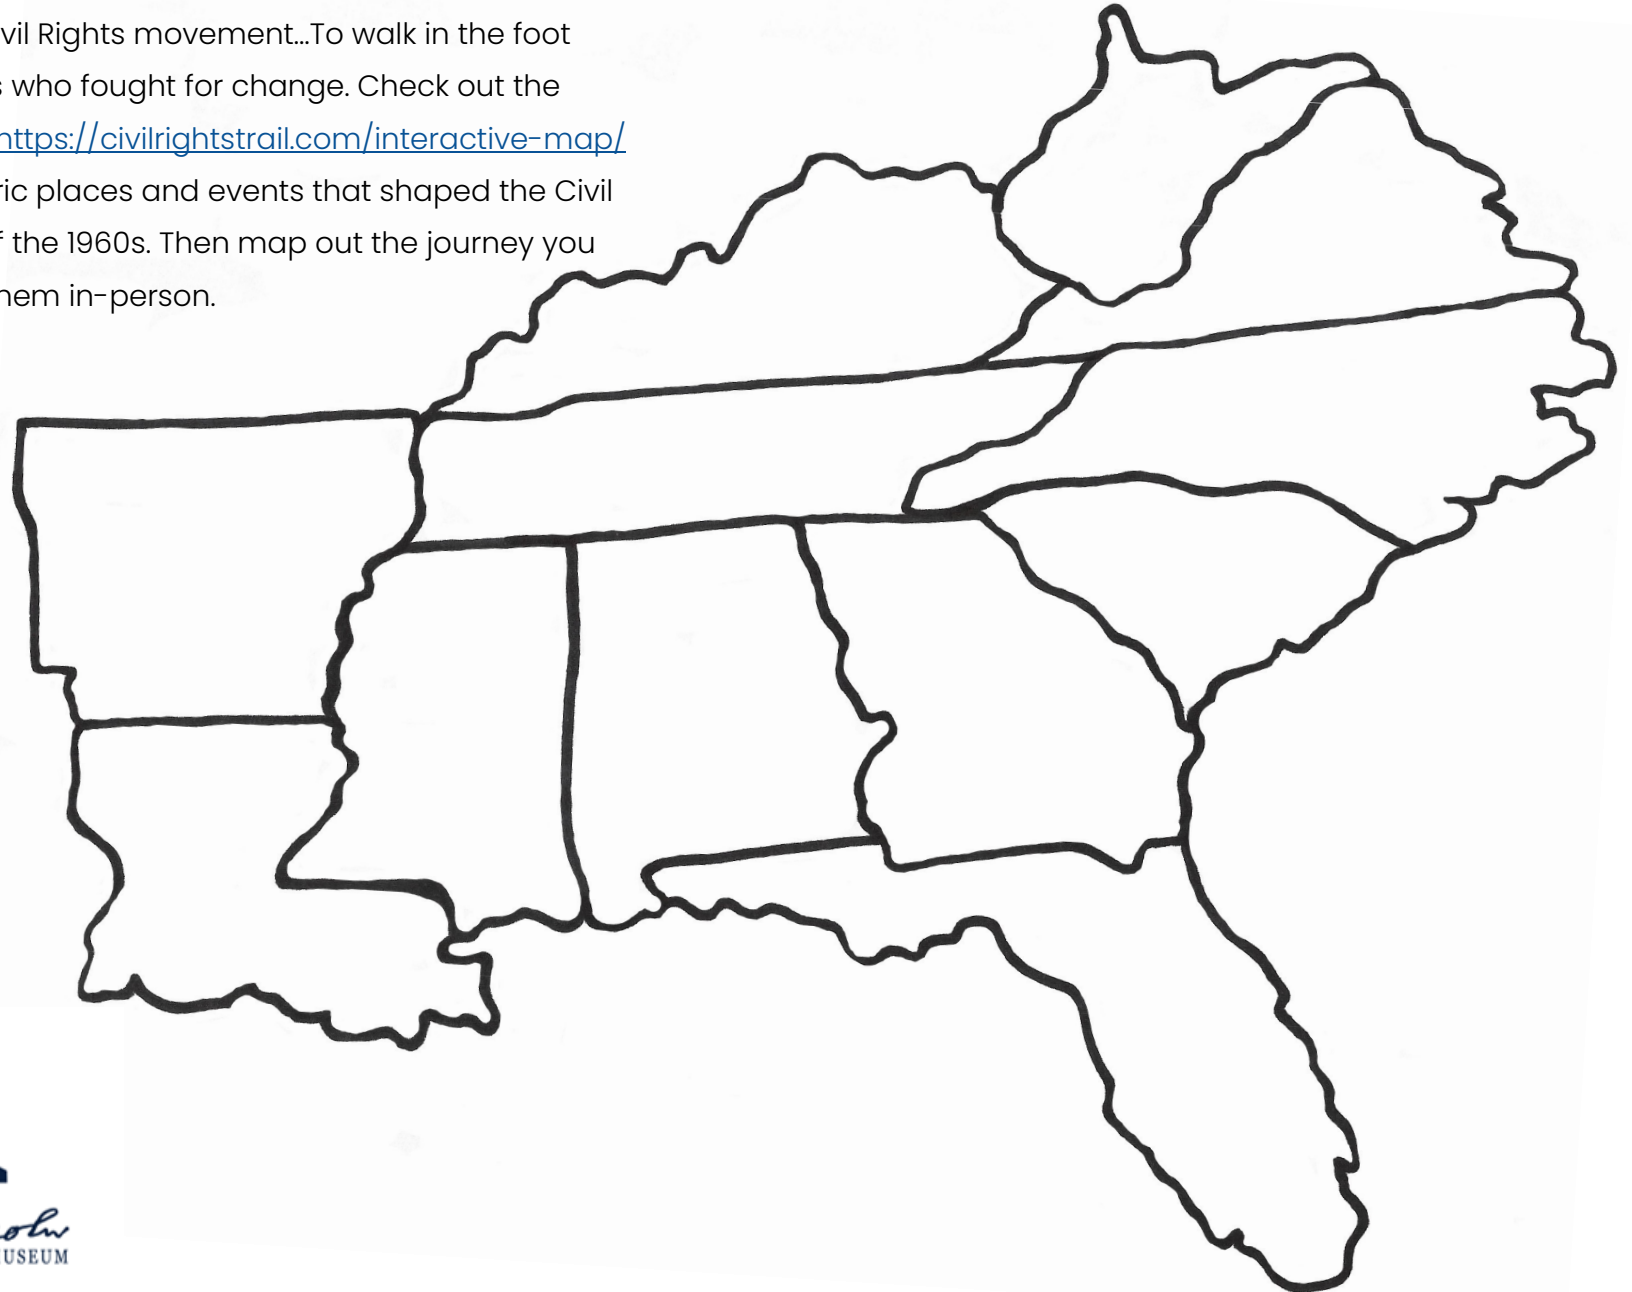 vil Rights movement...To walk in the foot
s who fought for change. Check out the
https://civilrightstrail.com/interactive-map/
ric places and events that shaped the Civil
f the 1960s. Then map out the journey you
hem in-person.
oln
MUSEUM